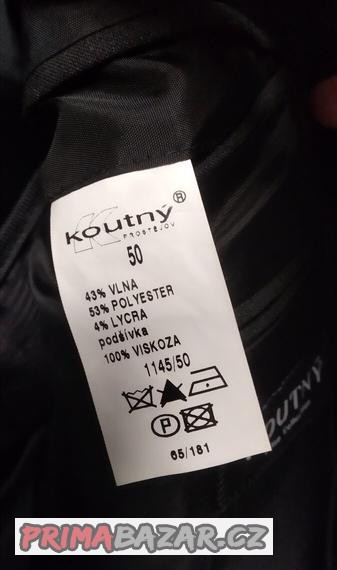 Koutný ®
PROSTĚJOV
50
43% VLNA
53% POLYESTER
4% LYCRA
podšívka
100% VISKOZA
1145/50
P
65/181
KOUTNÝ
PRIMABAZAR.CZ